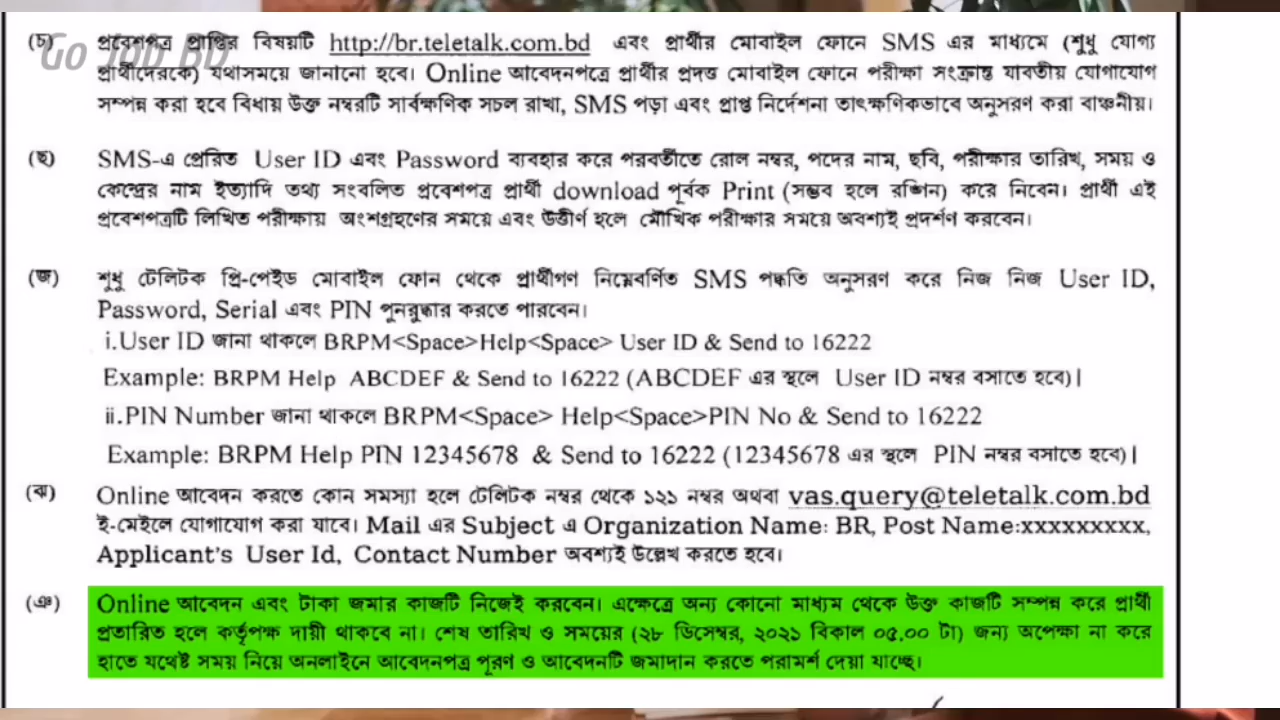 Go Job BD
(চ) প্রবেশপত্র প্রাপ্তির বিষয়টি http://br.teletalk.com.bd এবং প্রার্থীর মোবাইল ফোনে SMS এর মাধ্যমে (শুধু যোগ্য
প্রার্থীদেরকে) যথাসময়ে জানানো হবে। Online আবেদনপত্রে প্রার্থীর প্রদত্ত মোবাইল ফোনে পরীক্ষা সংক্রান্ত যাবতীয় যোগাযোগ
সম্পন্ন করা হবে বিধায় উক্ত নম্বরটি সার্বক্ষণিক সচল রাখা, SMS পড়া এবং প্রাপ্ত নির্দেশনা তাৎক্ষণিকভাবে অনুসরণ করা বাঞ্চনীয়।
(ছ) SMS-এ প্রেরিত User ID এবং Password ব্যবহার করে পরবর্তীতে রোল নম্বর, পদের নাম, ছবি, পরীক্ষার তারিখ, সময় ও
কেন্দ্রের নাম ইত্যাদি তথ্য সংবলিত প্রবেশপত্র প্রার্থী download পূর্বক Print (সম্ভব হলে রঙ্গিন) করে নিবেন। প্রার্থী এই
প্রবেশপত্রটি লিখিত পরীক্ষায় অংশগ্রহণের সময়ে এবং উত্তীর্ণ হলে মৌখিক পরীক্ষার সময়ে অবশ্যই প্রদর্শণ করবেন।
(জ) শুধু টেলিটক প্রি-পেইড মোবাইল ফোন থেকে প্রার্থীগণ নিম্নেবর্ণিত SMS পদ্ধতি অনুসরণ করে নিজ নিজ User ID,
Password, Serial এবং PIN পুনরুদ্ধার করতে পারবেন।
i.User ID জানা থাকলে BRPM<Space>Help<Space> User ID & Send to 16222
Example: BRPM Help ABCDEF & Send to 16222 (ABCDEF এর স্থলে User ID নম্বর বসাতে হবে)|
ii.PIN Number জানা থাকলে BRPM<Space> Help<Space>PIN No & Send to 16222
Example: BRPM Help PIN 12345678 & Send to 16222 (12345678 এর স্থলে PIN নম্বর বসাতে হবে)|
(ঝ) Online আবেদন করতে কোন সমস্যা হলে টেলিটক নম্বর থেকে ১২১ নম্বর অথবা vas.query@teletalk.com.bd
ই-মেইলে যোগাযোগ করা যাবে। Mail এর Subject এ Organization Name: BR, Post Name:xxxxxxxxx,
Applicant's User Id, Contact Number অবশ্যই উল্লেখ করতে হবে।
(ঞ) Online আবেদন এবং টাকা জমার কাজটি নিজেই করবেন। এক্ষেত্রে অন্য কোনো মাধ্যম থেকে উক্ত কাজটি সম্পন্ন করে প্রার্থী
প্রতারিত হলে কর্তৃপক্ষ দায়ী থাকবে না। শেষ তারিখ ও সময়ের (২৮ ডিসেম্বর, ২০২১ বিকাল ০৫.০০ টা) জন্য অপেক্ষা না করে
হাতে যথেষ্ট সময় নিয়ে অনলাইনে আবেদনপত্র পূরণ ও আবেদনটি জমাদান করতে পরামর্শ দেয়া যাচ্ছে।